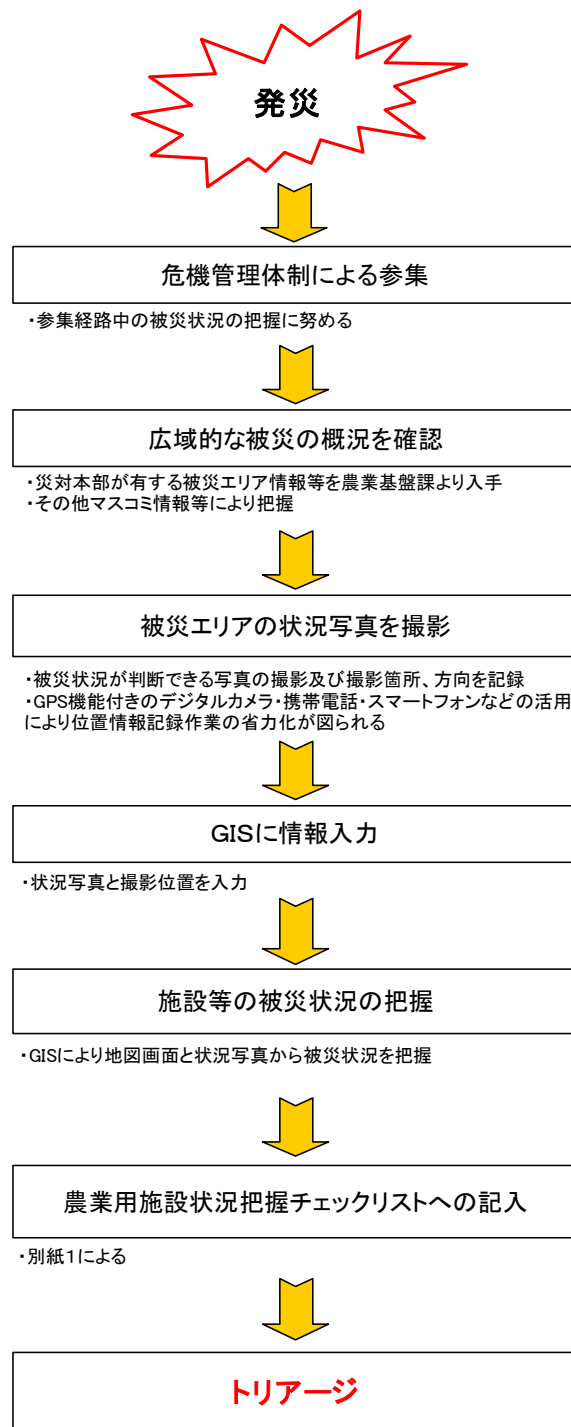 発災
危機管理体制による参集
・参集経路中の被災状況の把握に努める
広域的な被災の概況を確認
・災対本部が有する被災エリア情報等を農業基盤課より入手
・その他マスコミ情報等により把握
被災エリアの状況写真を撮影
・被災状況が判断できる写真の撮影及び撮影箇所、方向を記録
・GPS機能付きのデジタルカメラ・携帯電話・スマートフォンなどの活用
により位置情報記録作業の省力化が図られる
GISに情報入力
・状況写真と撮影位置を入力
施設等の被災状況の把握
・GISにより地図画面と状況写真から被災状況を把握
農業用施設状況把握チェックリストへの記入
・別紙1による
トリアージ